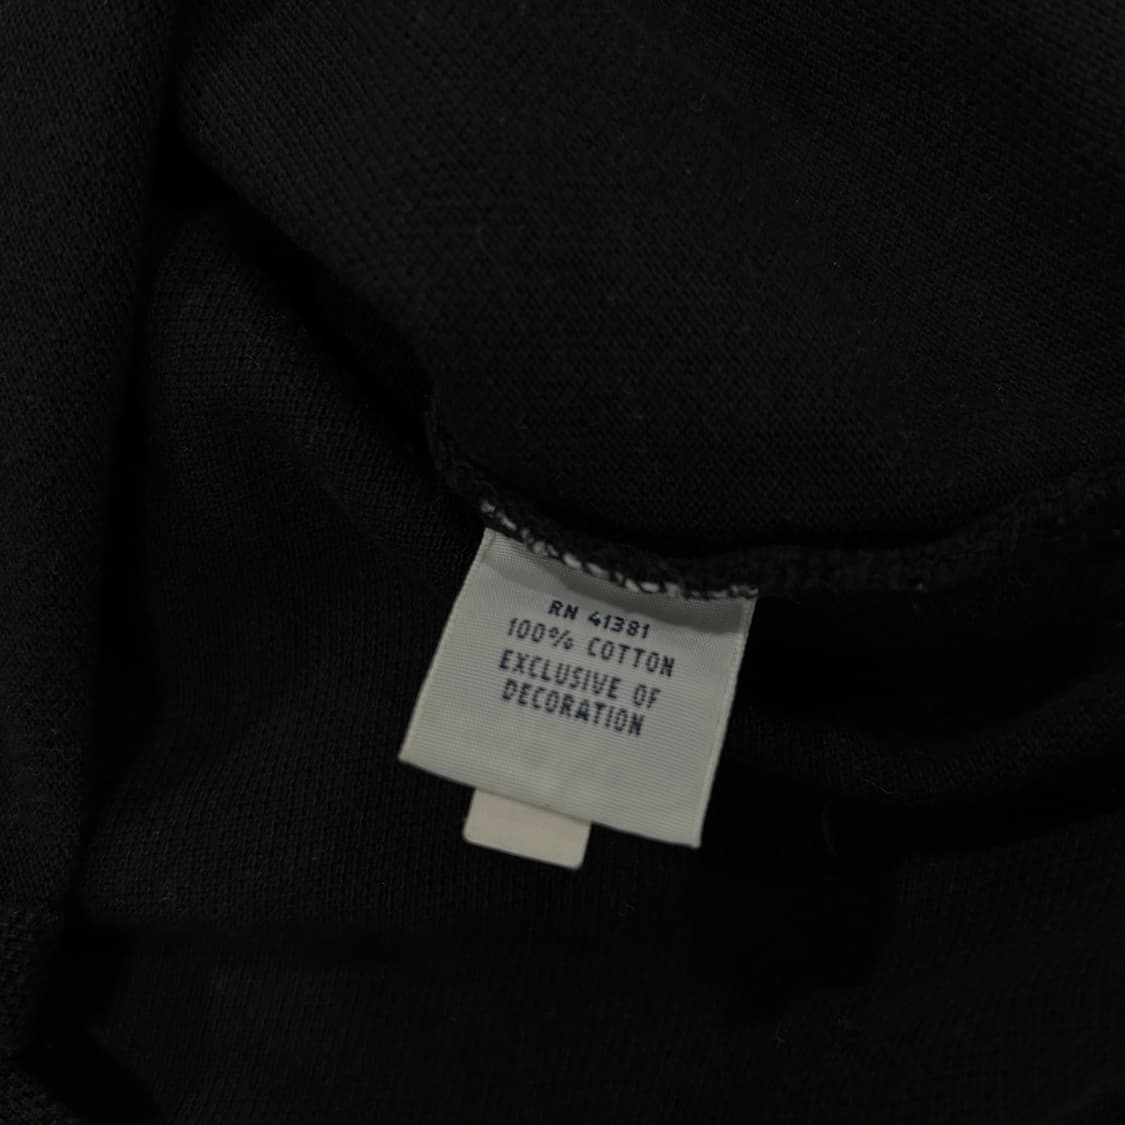 RN 41381
100% COTTON
EXCLUSIVE OF
DECORATION